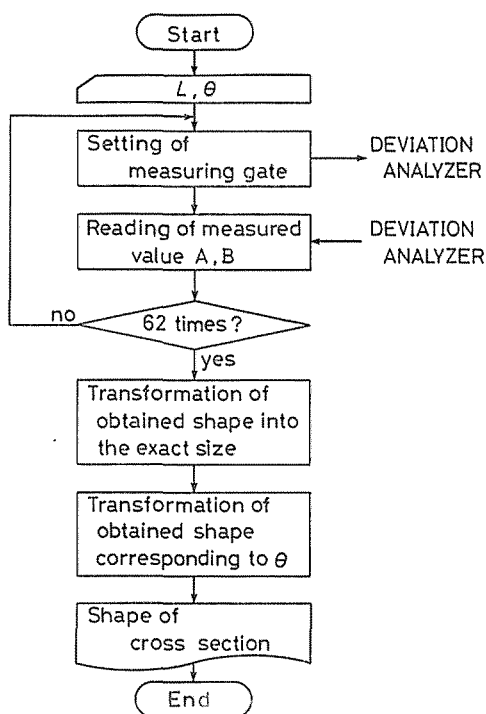 Start
L, θ
Setting of
measuring gate
DEVIATION
ANALYZER
Reading of measured
value A, B
DEVIATION
ANALYZER
62 times?
no
yes
Transformation of
obtained shape into
the exact size
Transformation of
obtained shape
corresponding to θ
Shape of
cross section
End